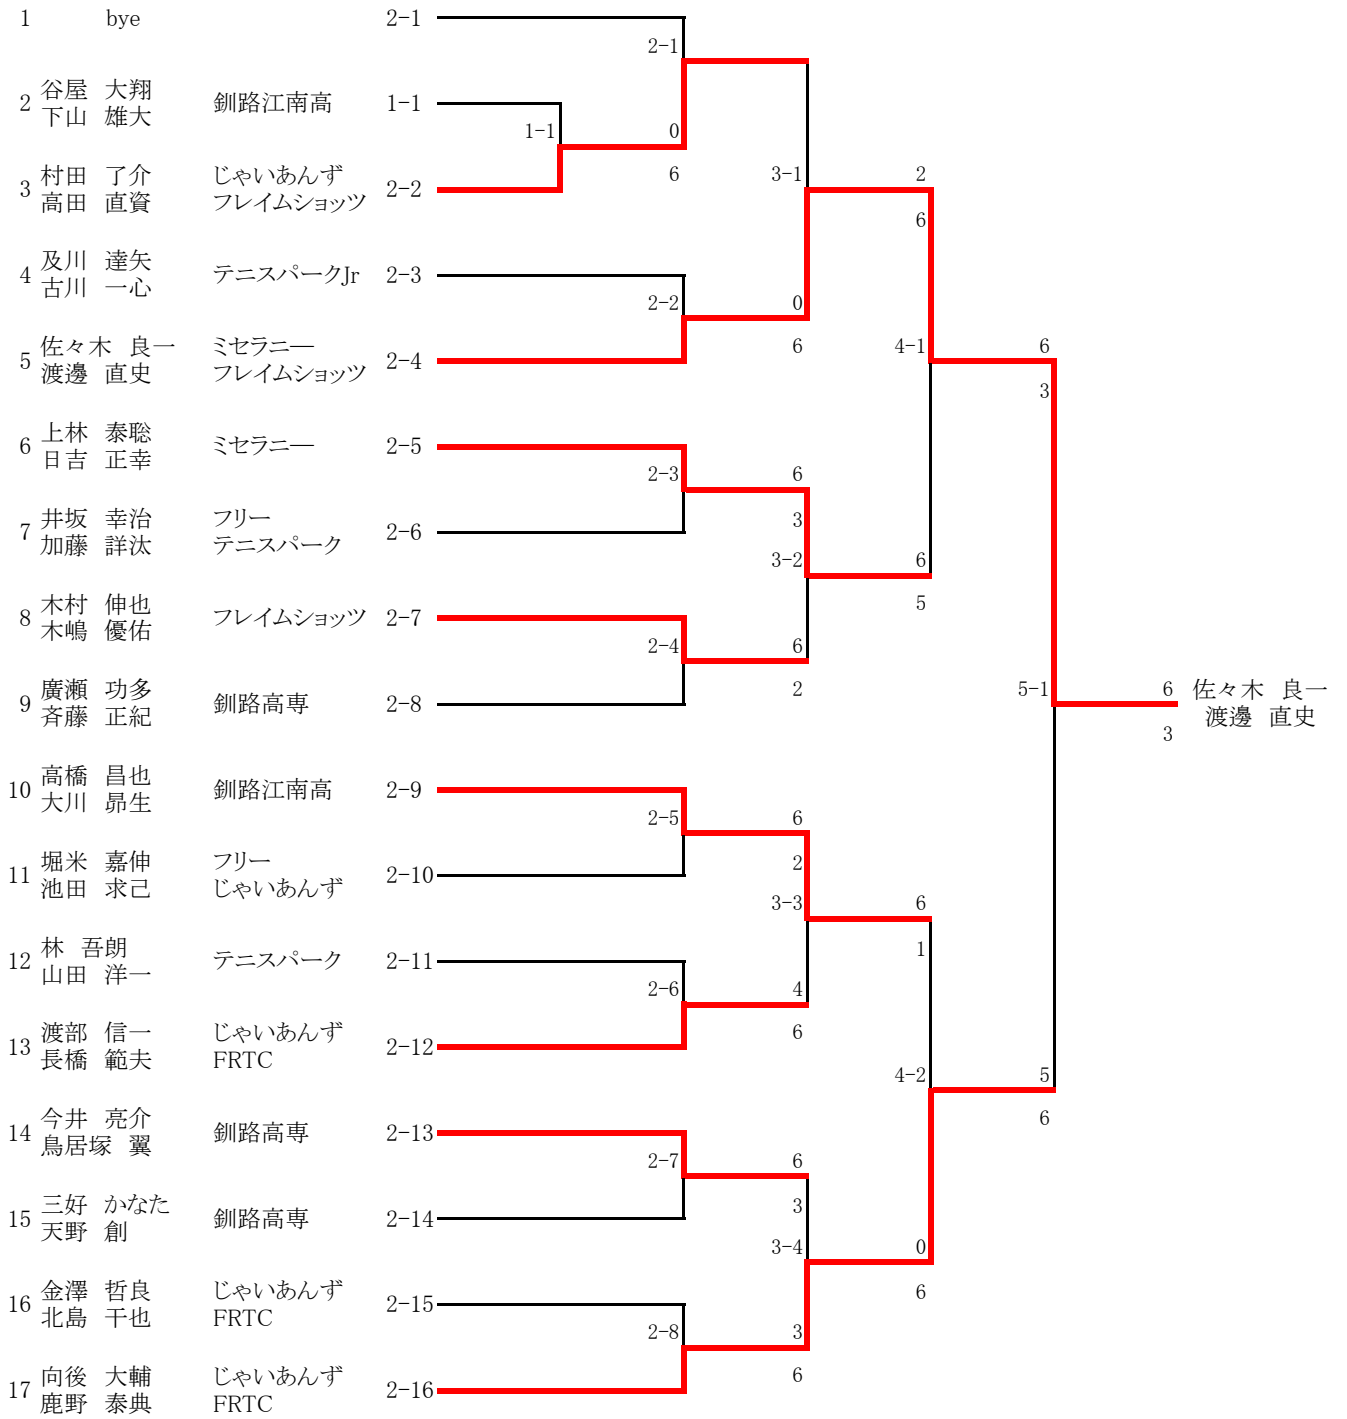 1 bye 2-1
2-1
谷屋 大翔
2 釧路江南高 1-1
下山 雄大
1-1 0
6
村田 了介 じゃいあんず
3 2-2 3-1 2
高田 直資 フレイムショッツ
6
及川 達矢
4 テニスパークJr 2-3
古川 一心
2-2 0
6 4-1 6
佐々木 良一 ミセラニー
5 2-4
渡邊 直史 フレイムショッツ
3
上林 泰聡
6 ミセラニー 2-5
日吉 正幸
2-3 6
3
井坂 幸治 フリー
7 2-6
加藤 詳汰 テニスパーク
3-2 6
5
木村 伸也
8 フレイムショッツ 2-7
木嶋 優佑
2-4 6
2 5-1 6
廣瀬 功多 佐々木 良一
9 釧路高専 2-8
斉藤 正紀 渡邊 直史
3
高橋 昌也
10 釧路江南高 2-9
大川 昴生
2-5 6
2
堀米 嘉伸 フリー
11 2-10
池田 求己 じゃいあんず
3-3 6
1
林 吾朗
12 テニスパーク 2-11
山田 洋一
2-6 4
6
渡部 信一 じゃいあんず
13 2-12
長橋 範夫 FRTC
4-2 5
6
今井 亮介
14 釧路高専 2-13
鳥居塚 翼
2-7 6
3
三好 かなた
15 釧路高専 2-14
天野 創
3-4 0
6
金澤 哲良 じゃいあんず
16 2-15
北島 干也 FRTC
2-8 3
6
向後 大輔 じゃいあんず
17 2-16
鹿野 泰典 FRTC